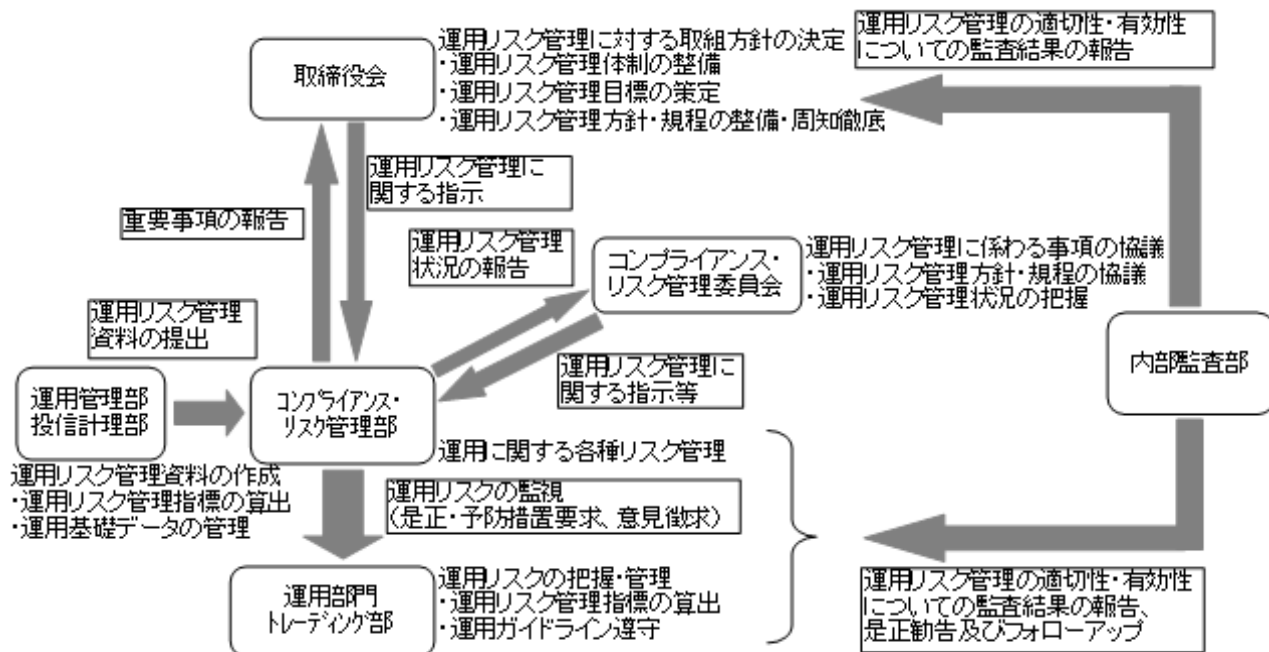 取締役会
運用リスク管理に対する取組方針の決定
・運用リスク管理体制の整備
・運用リスク管理目標の策定
・運用リスク管理方針・規程の整備・周知徹底
運用リスク管理の適切性・有効性
についての監査結果の報告
運用リスク管理に
関する指示
重要事項の報告
運用リスク管理
状況の報告
コンプライアンス・
リスク管理委員会
運用リスク管理に係わる事項の協議
・運用リスク管理方針・規程の協議
・運用リスク管理状況の把握
運用リスク管理
資料の提出
内部監査部
運用リスク管理に
関する指示等
運用管理部
投信計理部
コンプライアンス・
リスク管理部
運用に関する各種リスク管理
運用リスク管理資料の作成
・運用リスク管理指標の算出
・運用基礎データの管理
運用リスクの監視
(是正・予防措置要求、意見徴求)
運用部門
トレーディング部
運用リスクの把握・管理
・運用リスク管理指標の算出
・運用ガイドライン遵守
運用リスク管理の適切性・有効性
についての監査結果の報告、
是正勧告及びフォローアップ